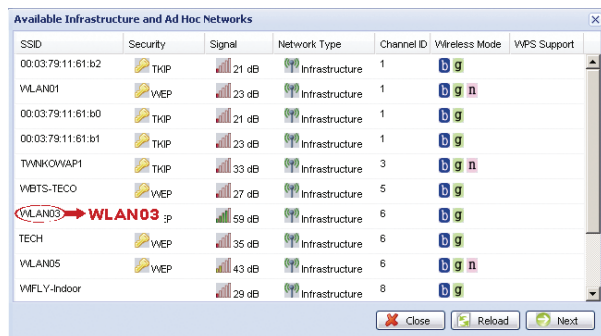 Available Infrastructure and Ad Hoc Networks
SSID Security Signal Network Type Channel ID Wireless Mode WPS Support
00:03:79:11:61:b2 TKIP 21 dB Infrastructure 1 b g
WLAN01 WEP 23 dB Infrastructure 1 b g n
00:03:79:11:61:b0 TKIP 21 dB Infrastructure 1 b g
00:03:79:11:61:b1 TKIP 23 dB Infrastructure 1 b g
TWNKOWAP1 TKIP 33 dB Infrastructure 3 b g n
WBTS-TECO WEP 27 dB Infrastructure 5 b g
WLAN03 WLAN03 59 dB Infrastructure 6 b g
TECH WEP 35 dB Infrastructure 6 b g
WLAN05 WEP 43 dB Infrastructure 6 b g n
WIFLY-Indoor 29 dB Infrastructure 8 b g
Close Reload Next